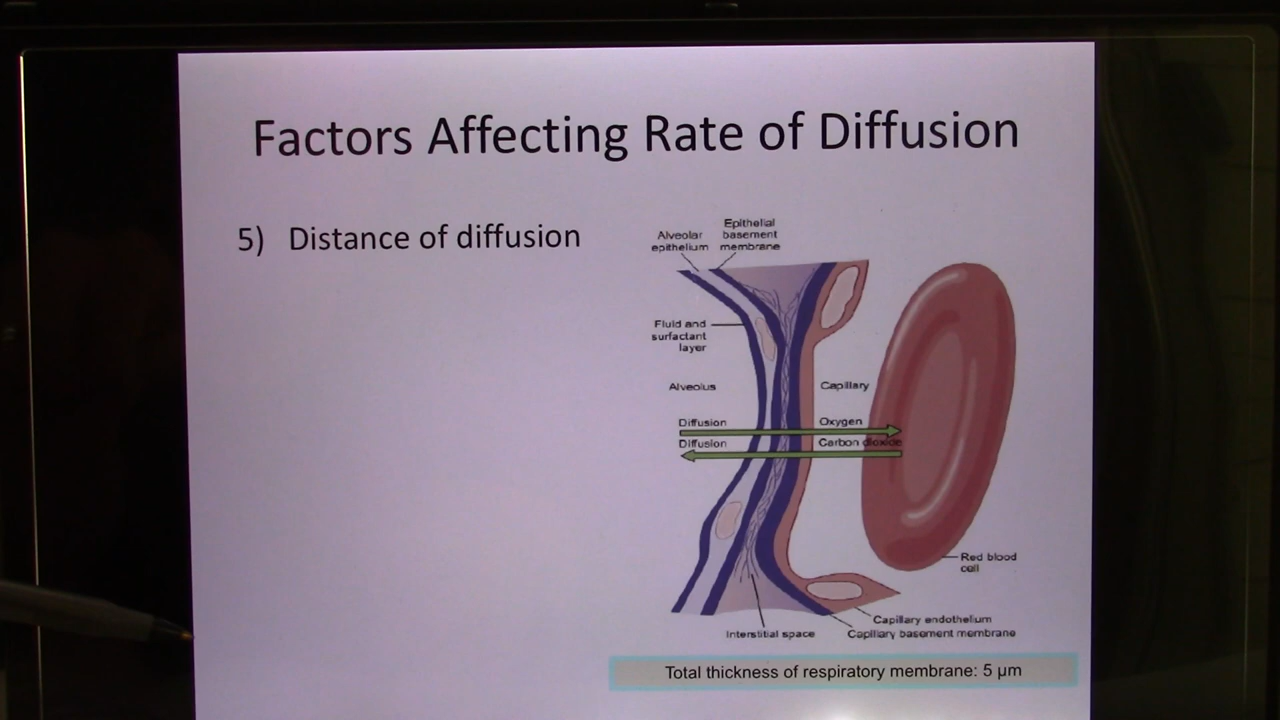 Factors Affecting Rate of Diffusion
5) Distance of diffusion
Epithelial
basement
membrane
Alveolar
epithelium
Fluid and
surfactant
layer
Alveolus
Capillary
Diffusion
Oxygen
Diffusion
Carbon dioxide
Red blood
cell
Capillary endothelium
Interstitial space
Capillary basement membrane
Total thickness of respiratory membrane: 5 µm